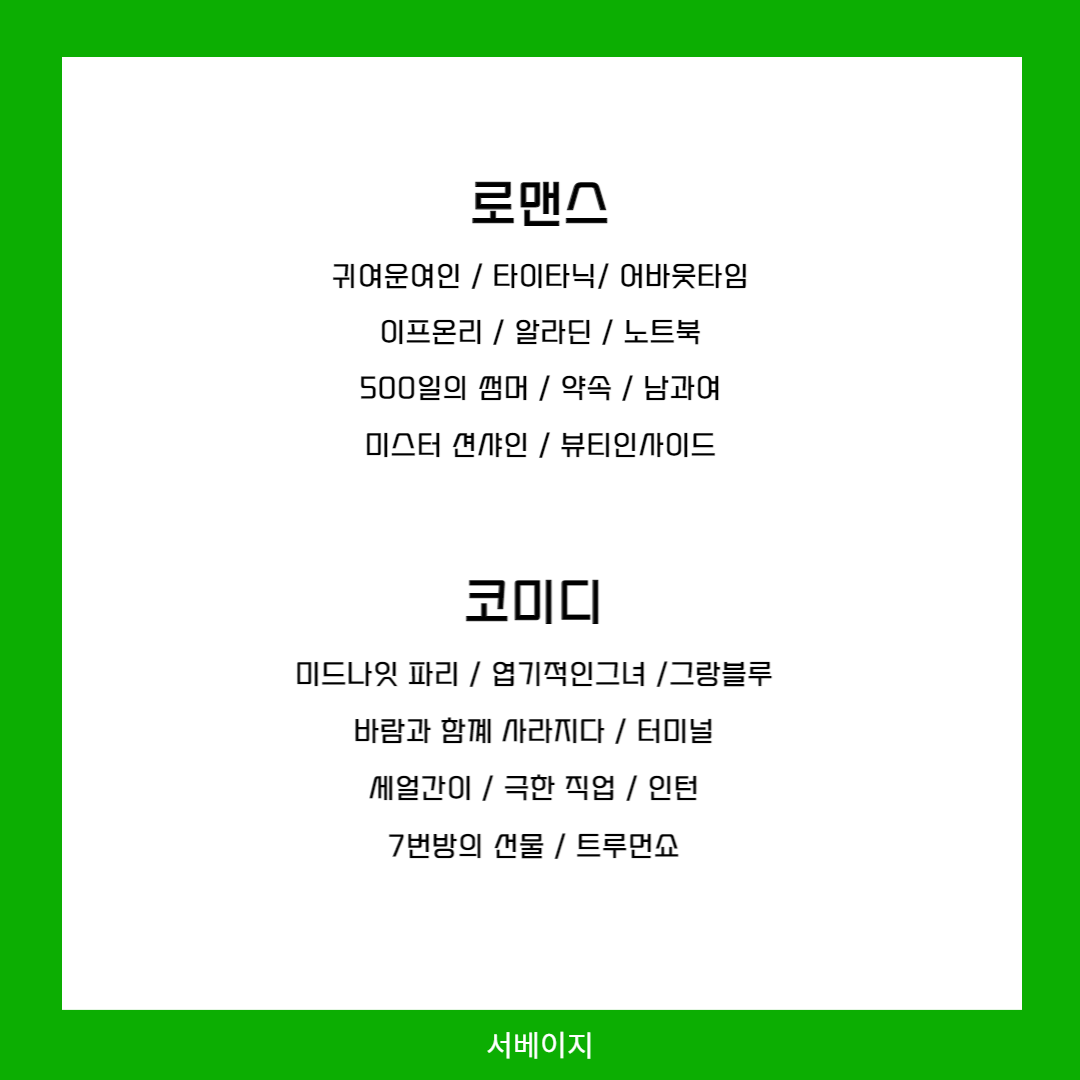 로맨스
귀여운여인 / 타이타닉/ 어바웃타임
이프온리 / 알라딘 / 노트북
500일의 썸머 / 약속 / 남과여
미스터 션샤인 / 뷰티인사이드
코미디
미드나잇 파리 / 엽기적인그녀 /그랑블루
바람과 함께 사라지다 / 터미널
세얼간이 / 극한 직업 / 인턴
7번방의 선물 / 트루먼쇼
서베이지